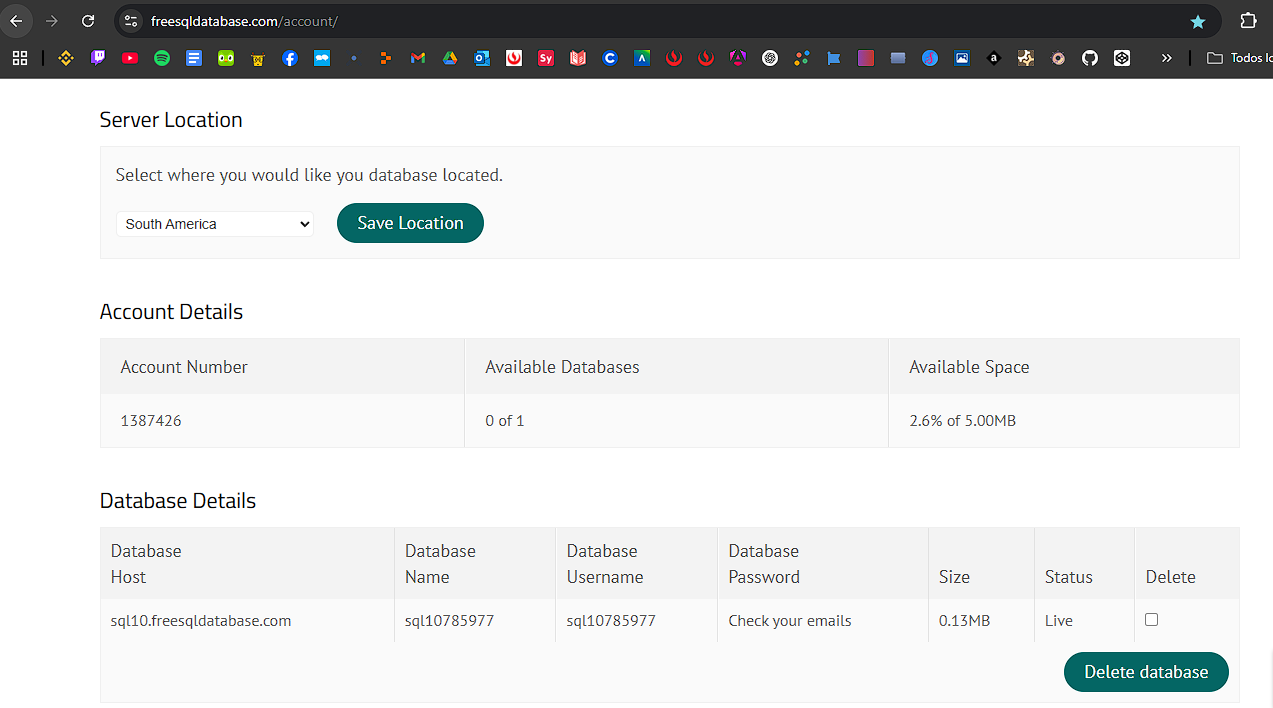 freesqldatabase.com/account/
Sy
Todos lo
Server Location
Select where you would like you database located.
South America
Save Location
Account Details
Account Number Available Databases Available Space
1387426 0 of 1 2.6% of 5.00MB
Database Details
Database Host Database Name Database Username Database Password Size Status Delete
sql10.freesqldatabase.com sql10785977 sql10785977 Check your emails 0.13MB Live
Delete database